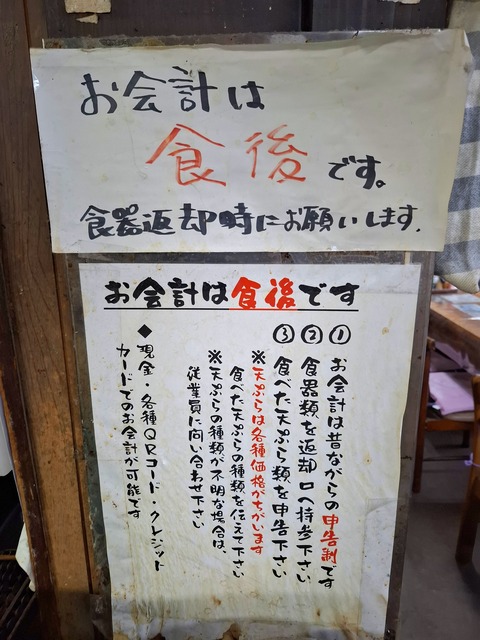 お会計は
食後です。
食器返却時にお願いします。
お会計は食後です
①お会計は昔ながらの申告制です
②食器類を返却口へ持参下さい
③食べた天ぷら類を申告下さい
※天ぷらは各種価格がちがいます
食べた天ぷらの種類を伝えて下さい
※天ぷらの種類が不明な場合は、
従業員に問い合わせ下さい
◆現金・各種QRコード・クレジット
カードでのお会計が可能です